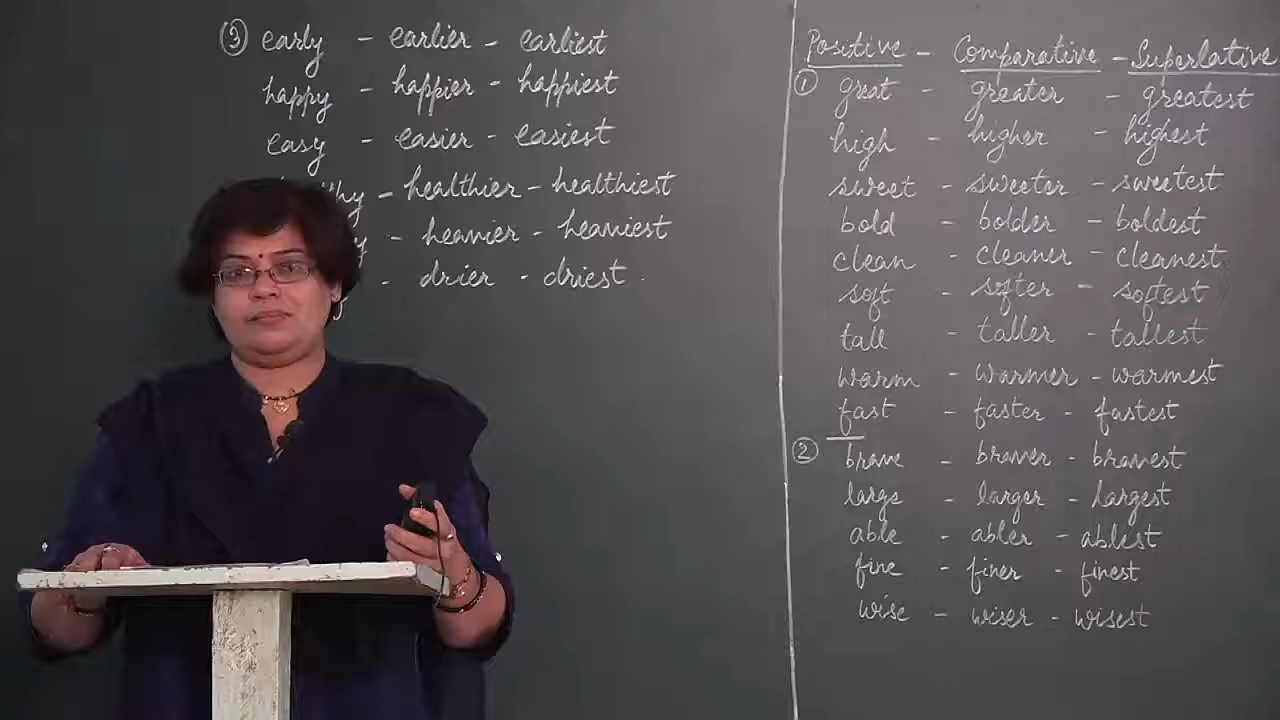 ③ early - earlier - earliest
happy - happier - happiest
easy - easier - easiest
- healthier - healthiest
- heavier - heaviest
- drier - driest
Positive - Comparative - Superlative
① great - greater - greatest
high - higher - highest
sweet - sweeter - sweetest
bold - bolder - boldest
clean - cleaner - cleanest
soft - softer - softest
tall - taller - tallest
warm - warmer - warmest
fast - faster - fastest
② brave - braver - bravest
large - larger - largest
able - abler - ablest
fine - finer - finest
wise - wiser - wisest